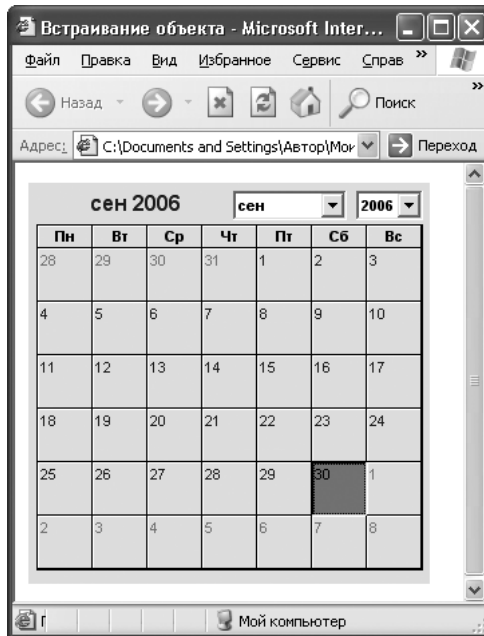 Встраивание объекта - Microsoft Inter...
Файл Правка Вид Избранное Сервис Справ »
Назад Поиск »
Адрес: C:\Documents and Settings\Автор\Мои Переход
сен 2006 сен 2006
Пн Вт Ср Чт Пт Сб Вс
28 29 30 31 1 2 3
4 5 6 7 8 9 10
11 12 13 14 15 16 17
18 19 20 21 22 23 24
25 26 27 28 29 30 1
2 3 4 5 6 7 8
Мой компьютер